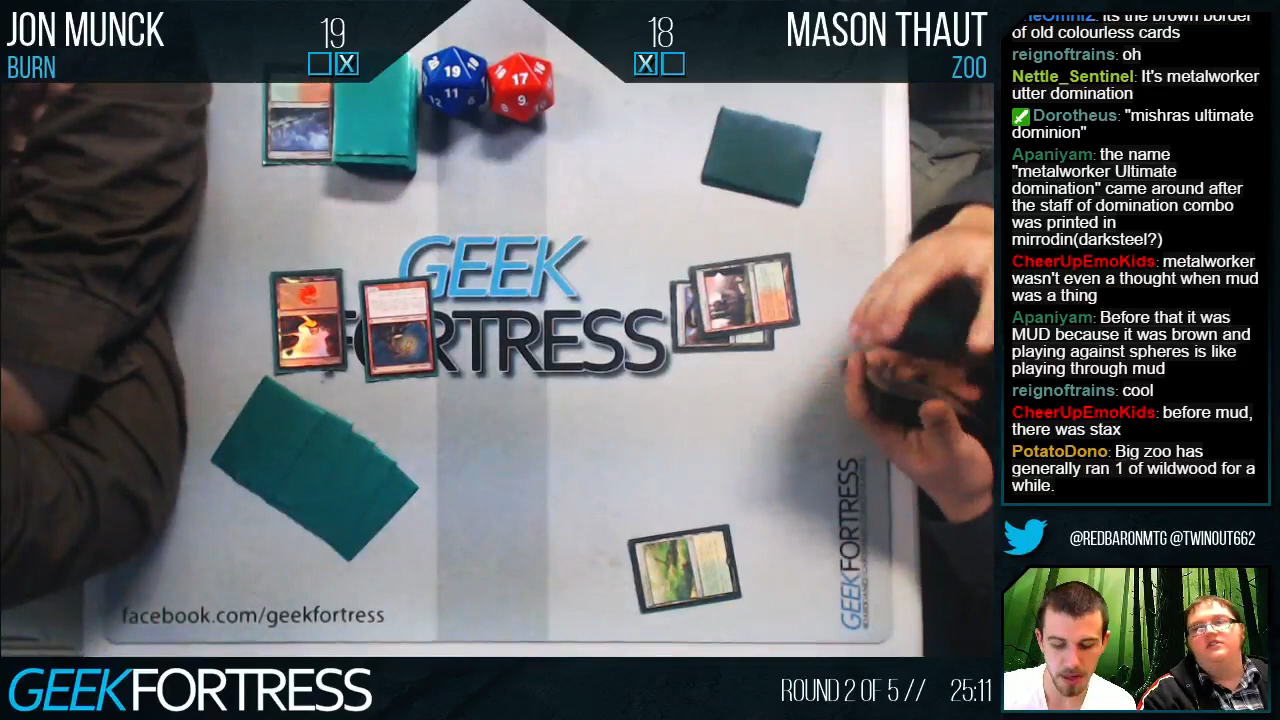 JON MUNCK
19
BURN
X
18
MASON THAUT
X
ZOO
19
11
12
17
9
GEEK
FORTRESS
GEEKFORTRESS
facebook.com/geekfortress
of old colourless cards
reignoftrains: oh
Nettle_Sentinel: It's metalworker
utter domination
Dorotheus: "mishras ultimate
dominion"
Apaniyam: the name
"metalworker Ultimate
domination" came around after
the staff of domination combo
was printed in
mirrodin(darksteel?)
CheerUpEmoKids: metalworker
wasn't even a thought when mud
was a thing
Apaniyam: Before that it was
MUD because it was brown and
playing against spheres is like
playing through mud
reignoftrains: cool
CheerUpEmoKids: before mud,
there was stax
PotatoDono: Big zoo has
generally ran 1 of wildwood for a
while.
@REDBARONMTG @TWINOUT662
GEEKFORTRESS
ROUND 2 OF 5 // 25:11